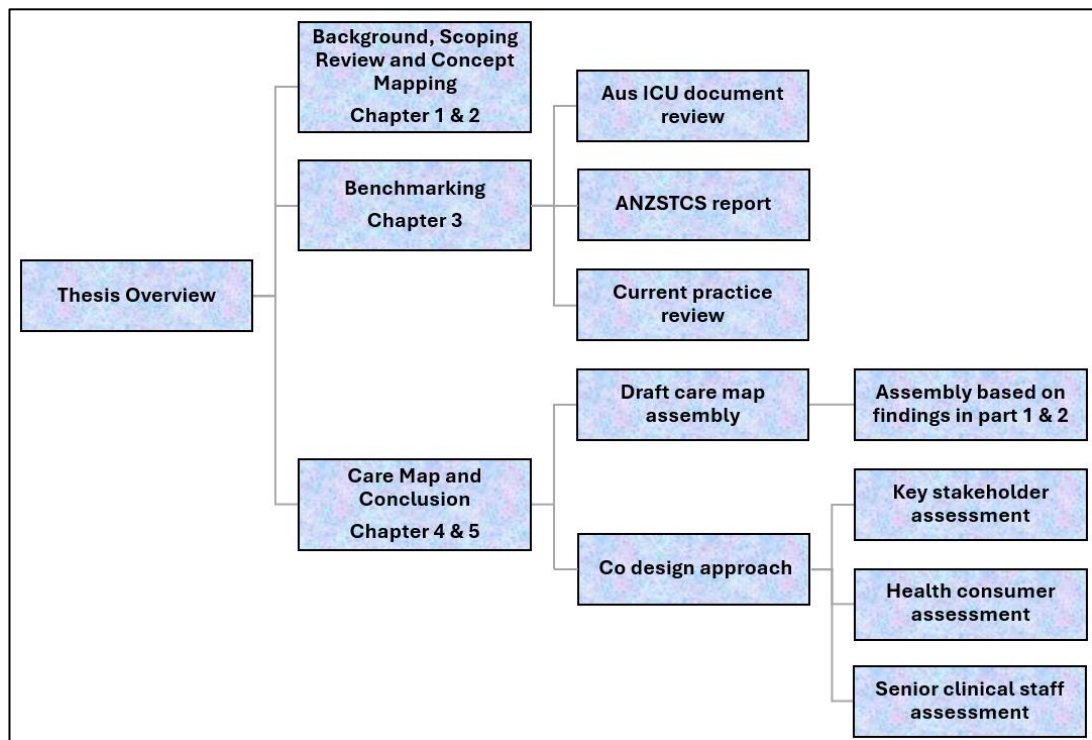 Thesis Overview
Background, Scoping
Review and Concept
Mapping
Chapter 1 & 2
Benchmarking
Chapter 3
Aus ICU document
review
ANZSTCS report
Current practice
review
Care Map and
Conclusion
Chapter 4 & 5
Draft care map
assembly
Assembly based on
findings in part 1 & 2
Co design approach
Key stakeholder
assessment
Health consumer
assessment
Senior clinical staff
assessment